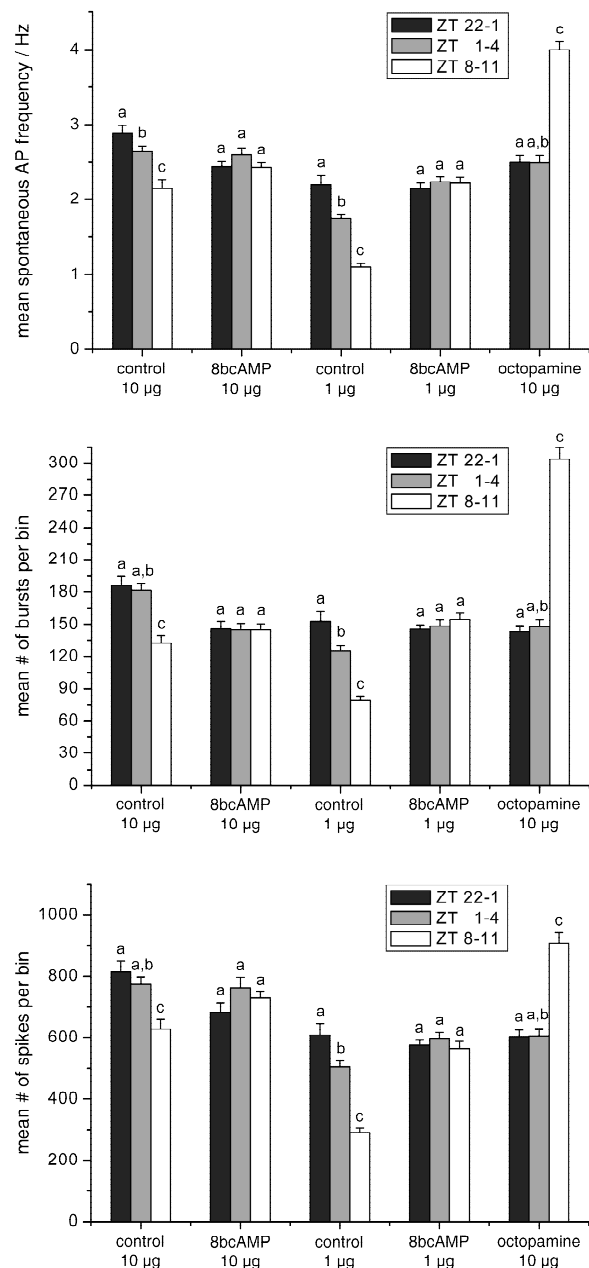 mean spontaneous AP frequency / Hz
4
3
2
1
0
ZT 22-1
ZT 1-4
ZT 8-11
a b c
a a a
a b c
a a a
a a,b c
control 8bcAMP control 8bcAMP octopamine
10 µg 10 µg 1 µg 1 µg 10 µg
mean # of bursts per bin
300
270
240
210
180
150
120
90
60
30
0
ZT 22-1
ZT 1-4
ZT 8-11
a a,b c
a a a
a b c
a a a
a a,b c
control 8bcAMP control 8bcAMP octopamine
10 µg 10 µg 1 µg 1 µg 10 µg
mean # of spikes per bin
1000
800
600
400
200
0
ZT 22-1
ZT 1-4
ZT 8-11
a a,b c
a a a
a b c
a a a
a a,b c
control 8bcAMP control 8bcAMP octopamine
10 µg 10 µg 1 µg 1 µg 10 µg